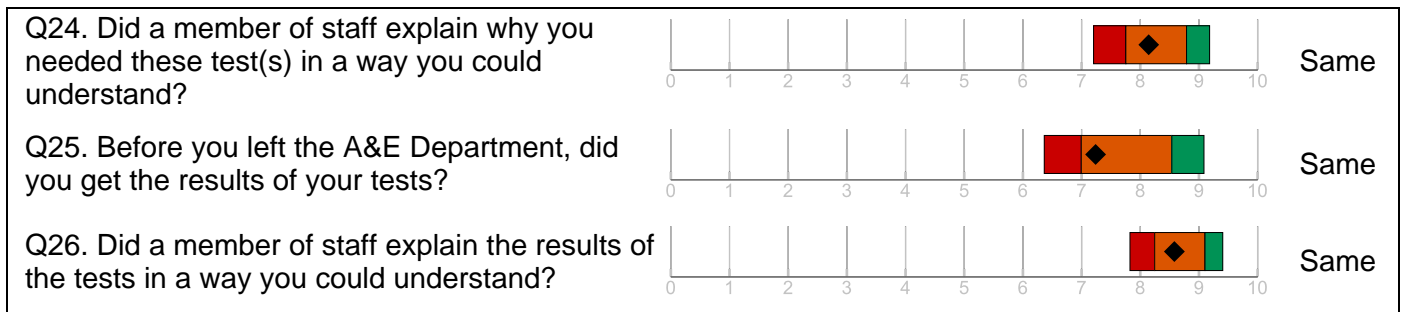 Q24. Did a member of staff explain why you
needed these test(s) in a way you could
understand?
0 1 2 3 4 5 6 7 8 9 10
Same
Q25. Before you left the A&E Department, did
you get the results of your tests?
0 1 2 3 4 5 6 7 8 9 10
Same
Q26. Did a member of staff explain the results of
the tests in a way you could understand?
0 1 2 3 4 5 6 7 8 9 10
Same